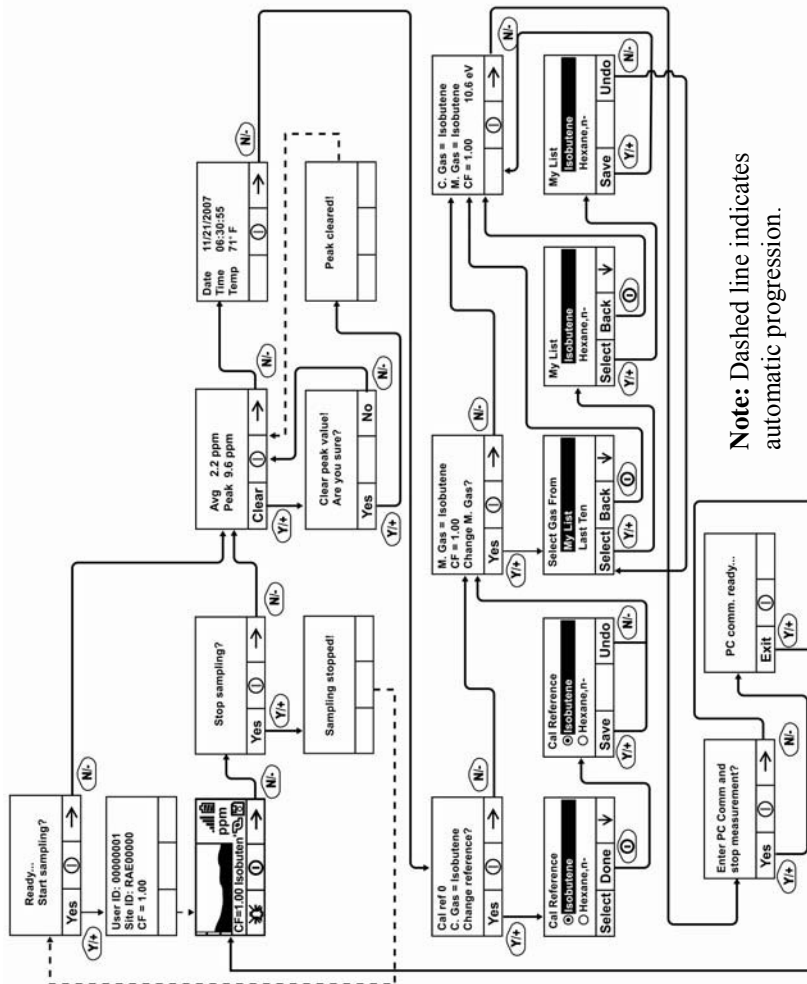 Ready...
Start sampling?
Yes
Y/+
N/-
User ID: 00000001
Site ID: RAE00000
CF = 1.00
ppm
CF=1.00 Isobuten
N/-
Stop sampling?
Yes
Y/+
N/-
Sampling stopped!
Avg 2.2 ppm
Peak 9.6 ppm
Clear
Y/+
N/-
Clear peak value!
Are you sure?
Yes No
Y/+
N/-
Peak cleared!
Date 11/21/2007
Time 06:30:55
Temp 71° F
N/-
Cal ref 0
C. Gas = Isobutene
Change reference?
Yes
Y/+
N/-
Cal Reference
Isobutene
Hexane,n-
Select Done
Cal Reference
Isobutene
Hexane,n-
Save Undo
Y/+
N/-
M. Gas = Isobutene
CF = 1.00
Change M. Gas?
Yes
Y/+
N/-
Select Gas From
My List
Last Ten
Select Back
Y/+
My List
Isobutene
Hexane,n-
Select Back
Y/+
My List
Isobutene
Hexane,n-
Save Undo
Y/+
N/-
C. Gas = Isobutene
M. Gas = Isobutene
CF = 1.00 10.6 eV
N/-
Enter PC Comm and
stop measurement?
Yes
Y/+
N/-
PC comm. ready...
Exit
Y/+
Note: Dashed line indicates
automatic progression.